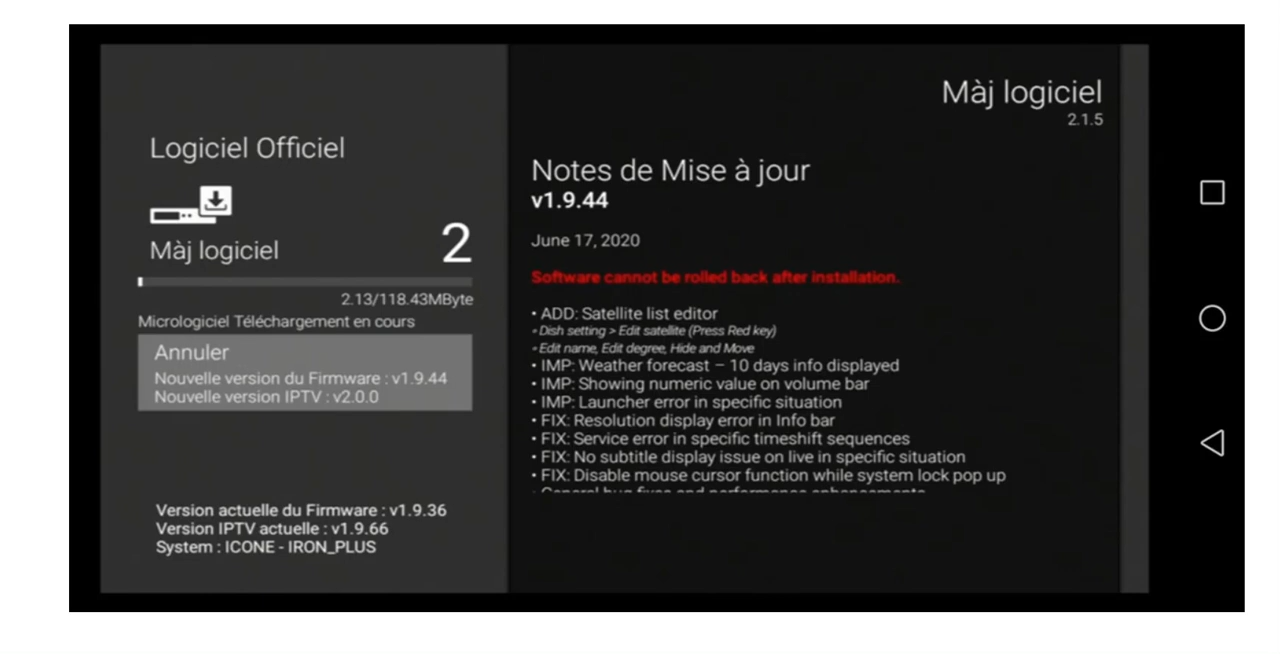 Màj logiciel
2.1.5
Logiciel Officiel
Màj logiciel
2
2.13/118.43MByte
Micrologiciel Téléchargement en cours
Annuler
Nouvelle version du Firmware : v1.9.44
Nouvelle version IPTV : v2.0.0
Version actuelle du Firmware : v1.9.36
Version IPTV actuelle : v1.9.66
System : ICONE - IRON_PLUS
Notes de Mise à jour
v1.9.44
June 17, 2020
Software cannot be rolled back after installation.
• ADD: Satellite list editor
• Dish setting > Edit satellite (Press Red key)
• Edit name, Edit degree, Hide and Move
• IMP: Weather forecast – 10 days info displayed
• IMP: Showing numeric value on volume bar
• IMP: Launcher error in specific situation
• FIX: Resolution display error in Info bar
• FIX: Service error in specific timeshift sequences
• FIX: No subtitle display issue on live in specific situation
• FIX: Disable mouse cursor function while system lock pop up
• General bug fixes and performance enhancements